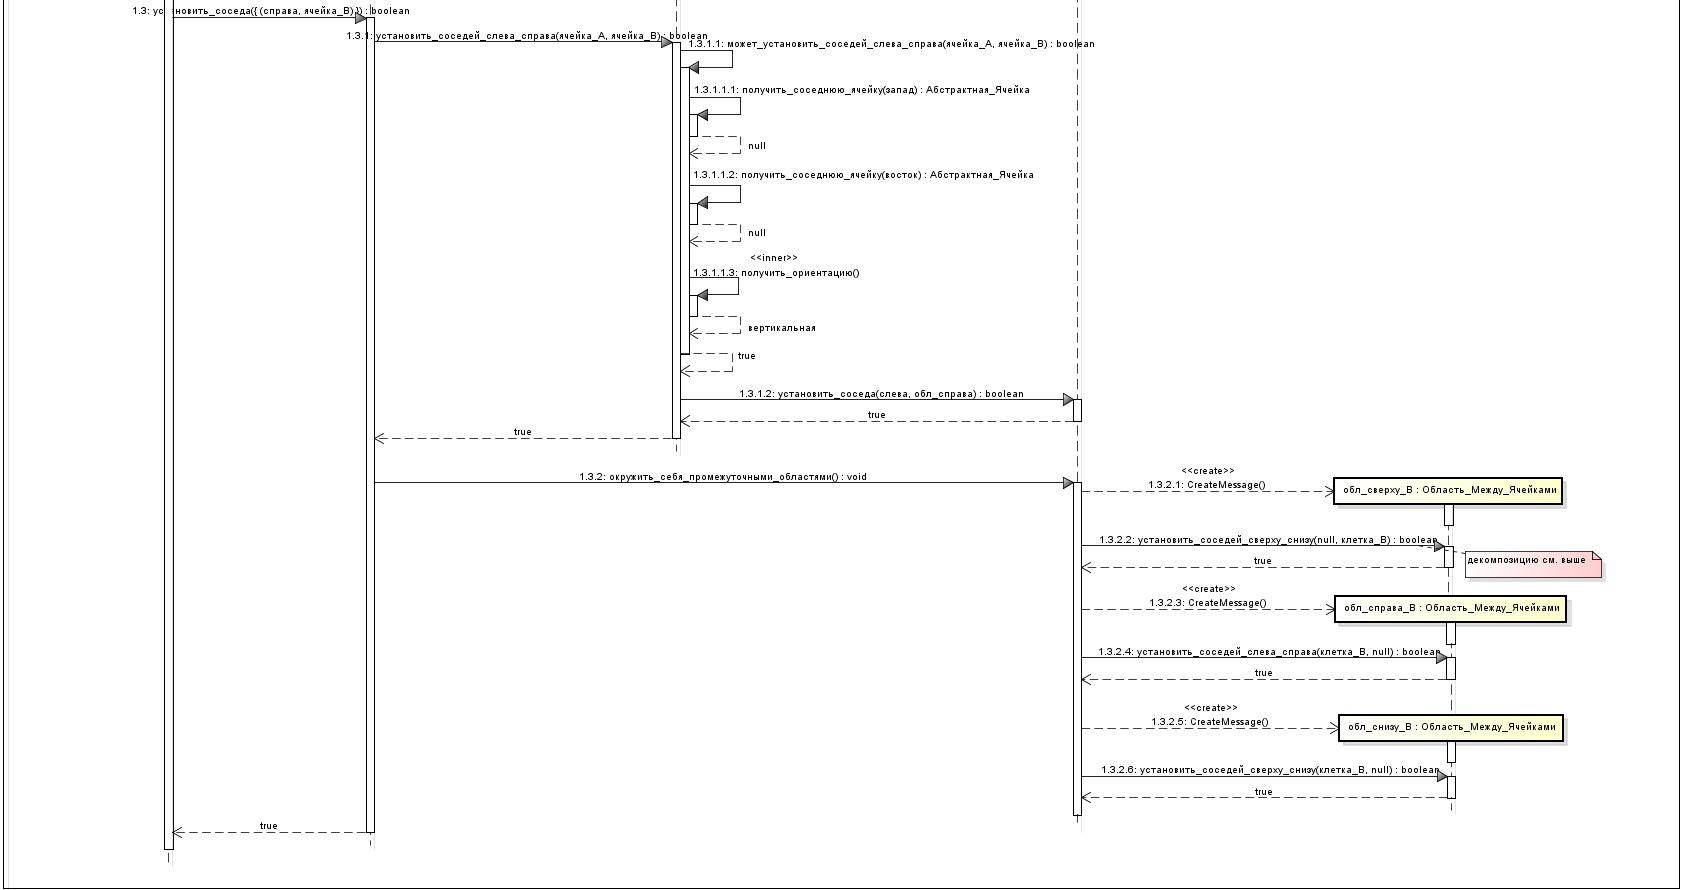 1.3: установить_соседа({ (справа, ячейка_B) }) : boolean
1.3.1: установить_соседей_слева_справа(ячейка_A, ячейка_B) : boolean
1.3.1.1: может_установить_соседей_слева_справа(ячейка_A, ячейка_B) : boolean
1.3.1.1.1: получить_соседнюю_ячейку(запад) : Абстрактная_Ячейка
null
1.3.1.1.2: получить_соседнюю_ячейку(восток) : Абстрактная_Ячейка
null
<<inner>>
1.3.1.1.3: получить_ориентацию()
вертикальная
true
1.3.1.2: установить_соседа(слева, обл_справа) : boolean
true
true
1.3.2: окружить_себя_промежуточными_областями() : void
<<create>>
1.3.2.1: CreateMessage()
обл_сверху_B : Область_Между_Ячейками
1.3.2.2: установить_соседей_сверху_снизу(null, клетка_B) : boolean
декомпозицию см. выше
true
<<create>>
1.3.2.3: CreateMessage()
обл_справа_B : Область_Между_Ячейками
1.3.2.4: установить_соседей_слева_справа(клетка_B, null) : boolean
true
<<create>>
1.3.2.5: CreateMessage()
обл_снизу_B : Область_Между_Ячейками
1.3.2.6: установить_соседей_сверху_снизу(клетка_B, null) : boolean
true
true